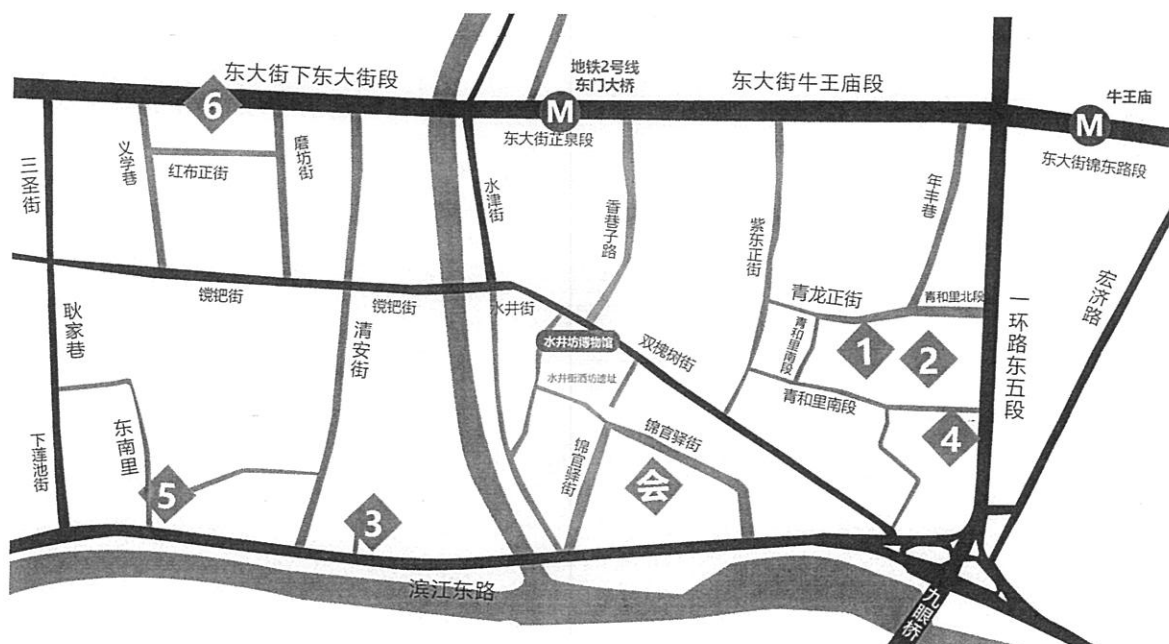 东大街下东大街段
地铁2号线
东门大桥
东大街牛王庙段
牛王庙
6
M
M
东大街芷泉段
东大街锦东路段
三圣街
义学巷
红布正街
磨坊街
水津街
香巷子路
紫东正街
年丰巷
宏济路
镋钯街
镋钯街
水井街
青龙正街
青和里北段
耿家巷
清安街
水井坊博物馆
双槐树街
青和里南段
1
2
一环路东五段
水井街酒坊遗址
青和里南段
下莲池街
东南里
锦官驿街
锦官驿街
4
5
3
会
滨江东路
九眼桥